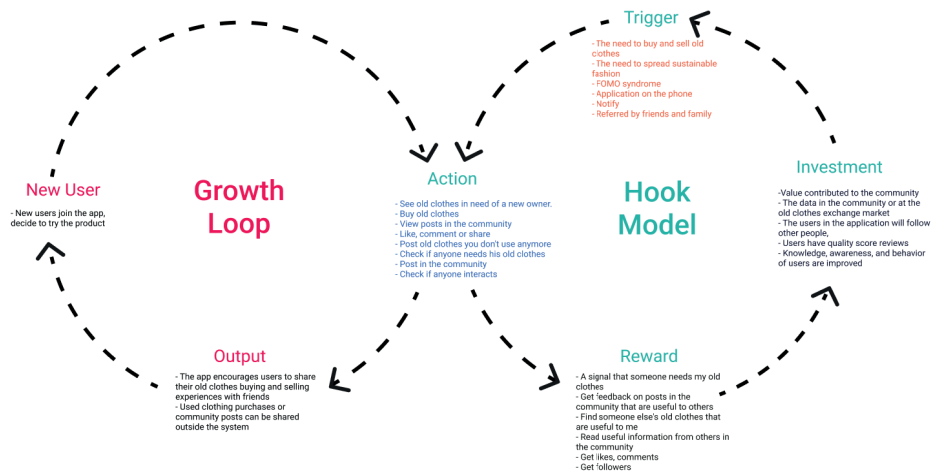 Trigger
- The need to buy and sell old
clothes
- The need to spread sustainable
fashion
- FOMO syndrome
- Application on the phone
- Notify
- Referred by friends and family
New User
- New users join the app,
decide to try the product
Growth
Loop
Action
- See old clothes in need of a new owner.
- Buy old clothes
- View posts in the community
- Like, comment or share
- Post old clothes you don't use anymore
- Check if anyone needs his old clothes
- Post in the community
- Check if anyone interacts
Hook
Model
Investment
-Value contributed to the community
- The data in the community or at the
old clothes exchange market
- The users in the application will follow
other people,
- Users have quality score reviews
- Knowledge, awareness, and behavior
of users are improved
Output
- The app encourages users to share
their old clothes buying and selling
experiences with friends
- Used clothing purchases or
community posts can be shared
outside the system
Reward
- A signal that someone needs my old
clothes
- Get feedback on posts in the
community that are useful to others
- Find someone else's old clothes that
are useful to me
- Read useful information from others in
the community
- Get likes, comments
- Get followers